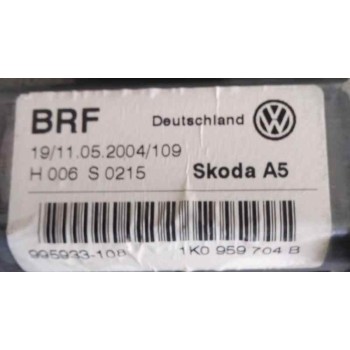 BRF Deutschland
19/11.05.2004/109
H 006 S 0215 Skoda A5
995933-108 1K0 959 704 B